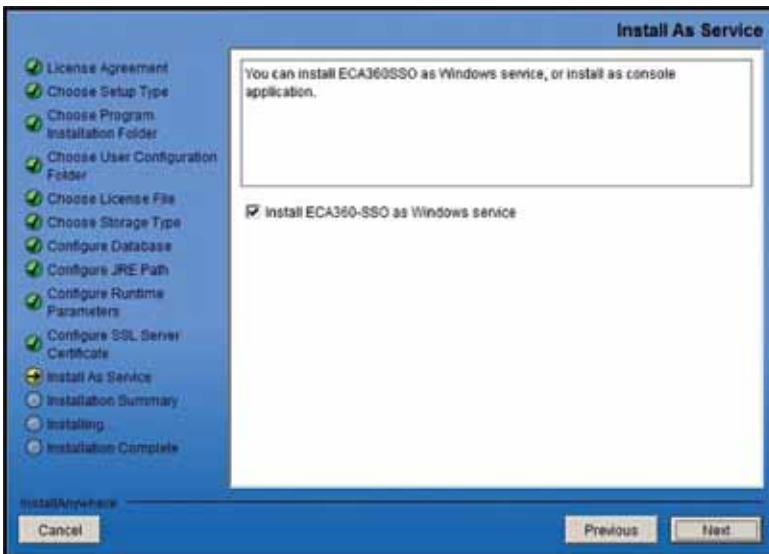 Install As Service
License Agreement
Choose Setup Type
Choose Program
Installation Folder
Choose User Configuration
Folder
Choose License File
Choose Storage Type
Configure Database
Configure JRE Path
Configure Runtime
Parameters
Configure SSL Server
Certificate
Install As Service
Installation Summary
Installing...
Installation Complete
You can install ECA360SSO as Windows service, or install as console
application.
Install ECA360-SSO as Windows service
InstallAnywhere
Cancel
Previous
Next